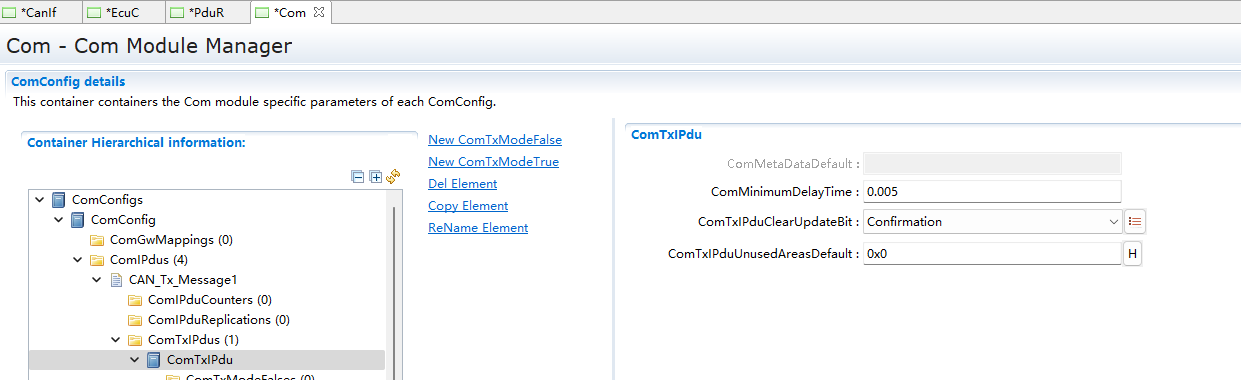 *CanIf
*EcuC
*PduR
*Com
Com - Com Module Manager
ComConfig details
This container containers the Com module specific parameters of each ComConfig.
Container Hierarchical information:
ComConfigs
ComConfig
ComGwMappings (0)
ComIPdus (4)
CAN_Tx_Message1
ComIPduCounters (0)
ComIPduReplications (0)
ComTxIPdus (1)
ComTxIPdu
ComTxModeFalses (0)
New ComTxModeFalse
New ComTxModeTrue
Del Element
Copy Element
ReName Element
ComTxIPdu
ComMetaDataDefault :
ComMinimumDelayTime : 0.005
ComTxIPduClearUpdateBit : Confirmation
ComTxIPduUnusedAreasDefault : 0x0 H